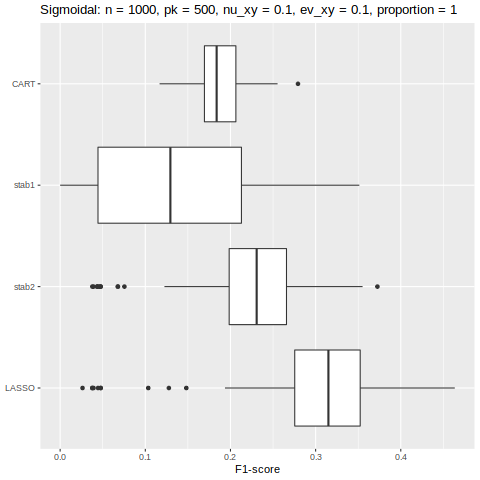 Sigmoidal: n = 1000, pk = 500, nu_xy = 0.1, ev_xy = 0.1, proportion = 1
CART
stab1
stab2
LASSO
0.0 0.1 0.2 0.3 0.4
F1-score